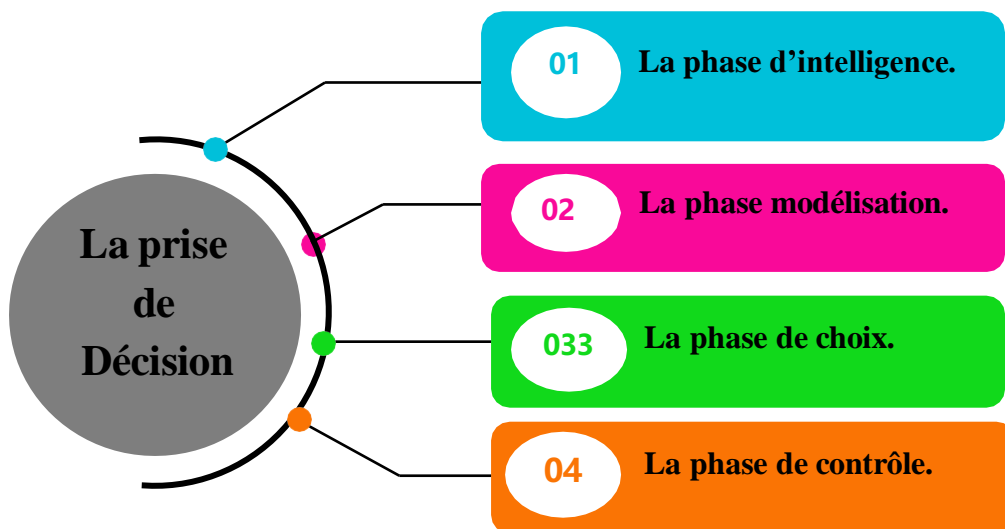 La prise
de
Décision
01
La phase d’intelligence.
02
La phase modélisation.
033
La phase de choix.
04
La phase de contrôle.